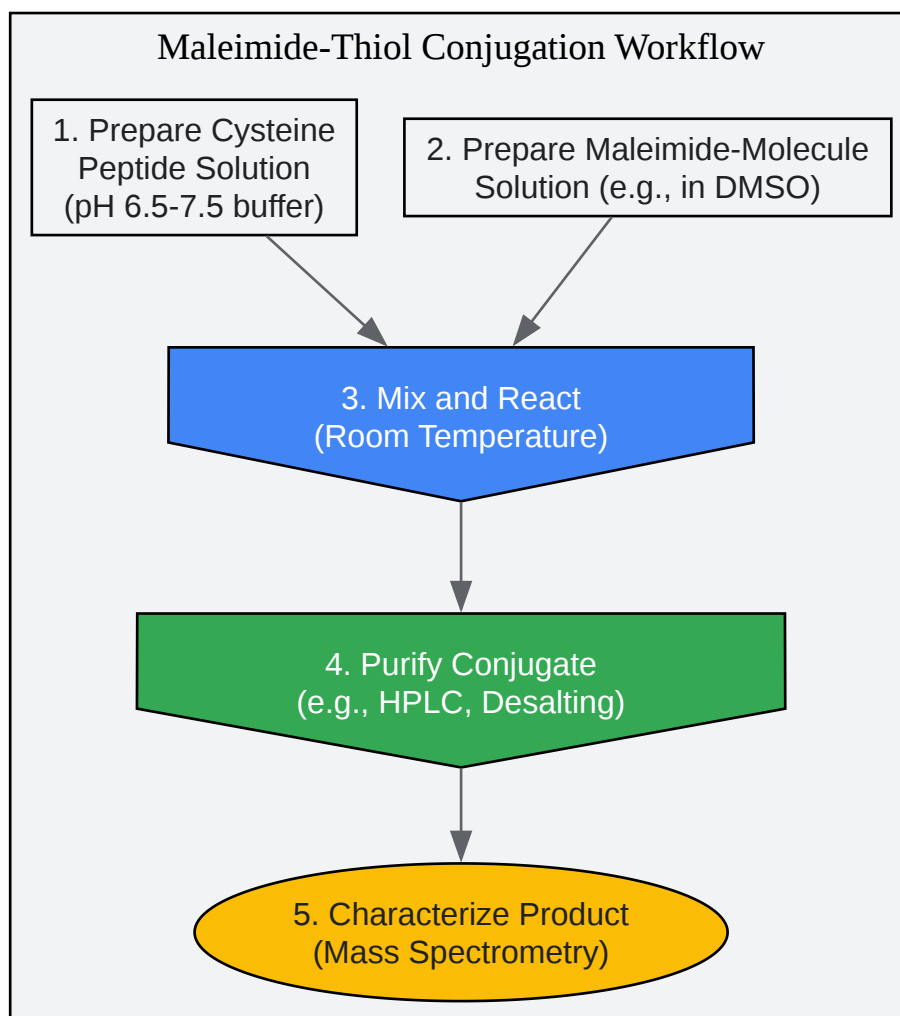 Maleimide-Thiol Conjugation Workflow
1. Prepare Cysteine
Peptide Solution
(pH 6.5-7.5 buffer)
2. Prepare Maleimide-Molecule
Solution (e.g., in DMSO)
3. Mix and React
(Room Temperature)
4. Purify Conjugate
(e.g., HPLC, Desalting)
5. Characterize Product
(Mass Spectrometry)